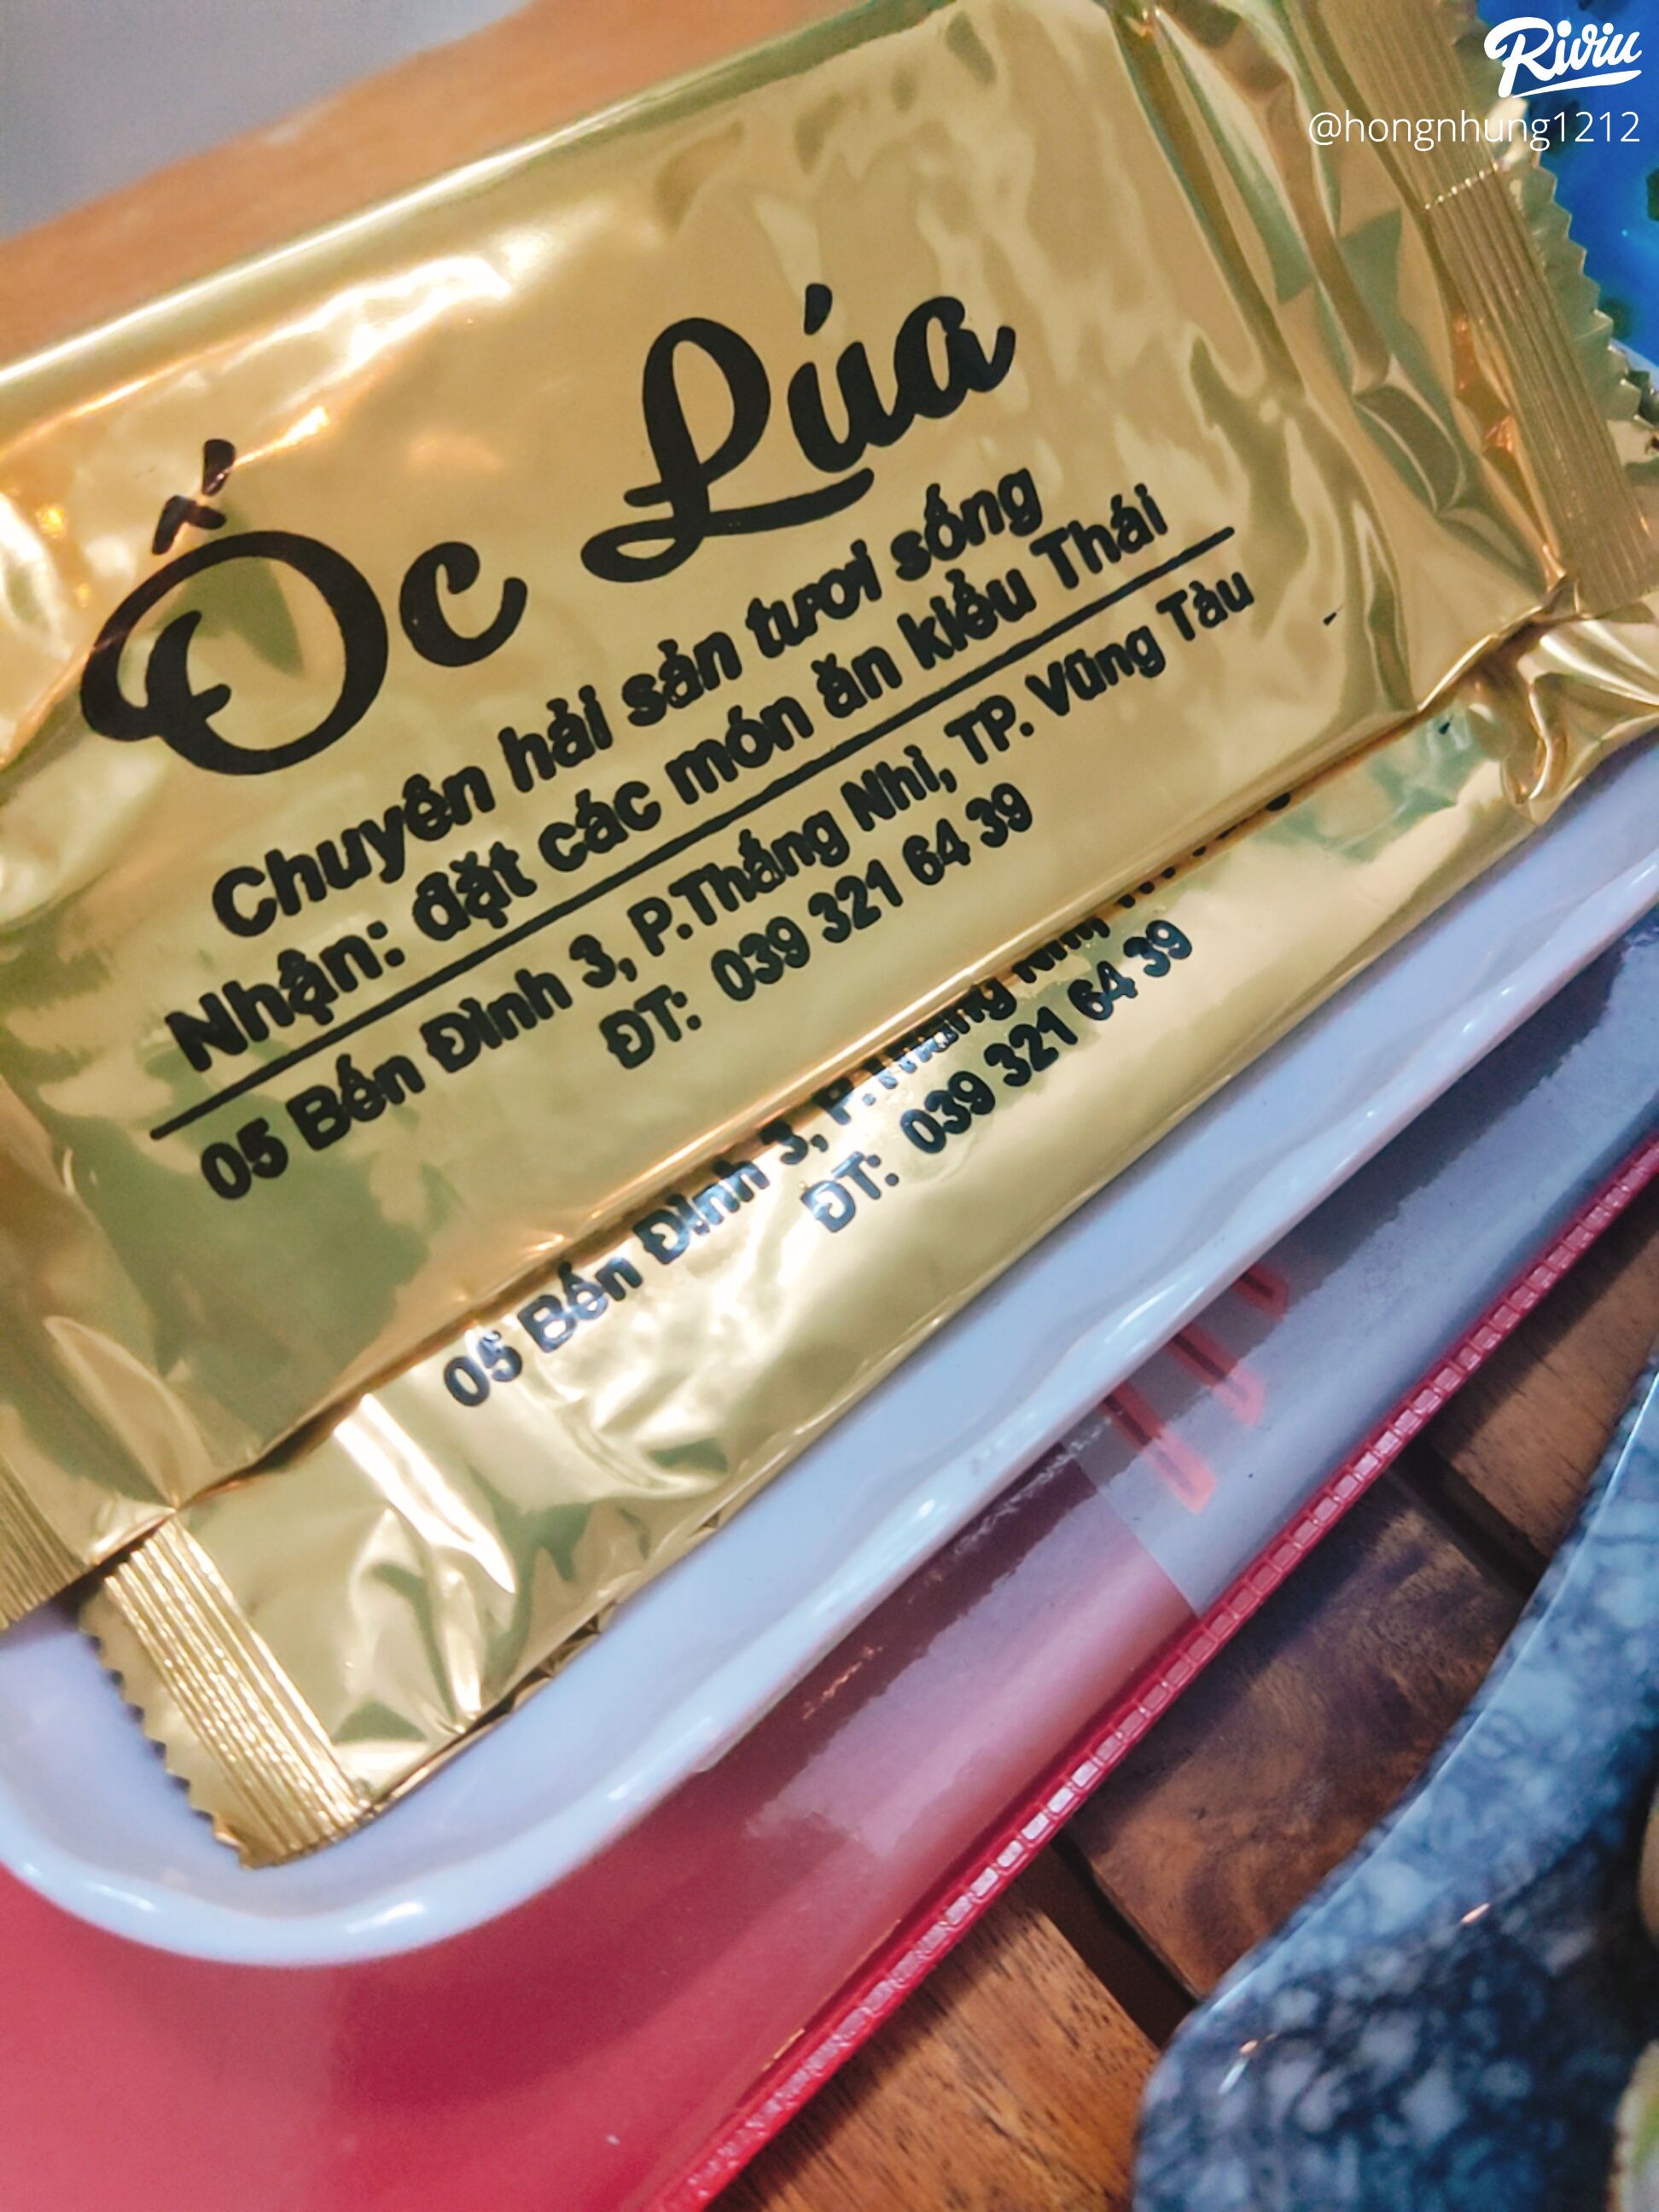 Riviu
@hongnhung1212
Ốc Lúa
Chuyên hải sản tươi sống
Nhận: đặt các món ăn kiểu Thái
05 Bến Đình 3, P.Thắng Nhì, TP. Vũng Tàu
ĐT: 039 321 64 39
05 Bến Đình 3, P.Thắng Nhì,
ĐT: 039 321 64 39